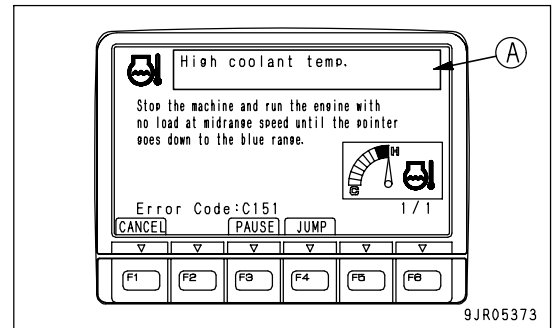 High coolant temp.
A
Stop the machine and run the engine with
no load at midrange speed until the pointer
goes down to the blue range.
H
C
Error Code:C151 1/1
CANCEL PAUSE JUMP
F1 F2 F3 F4 F5 F6
9JR05373